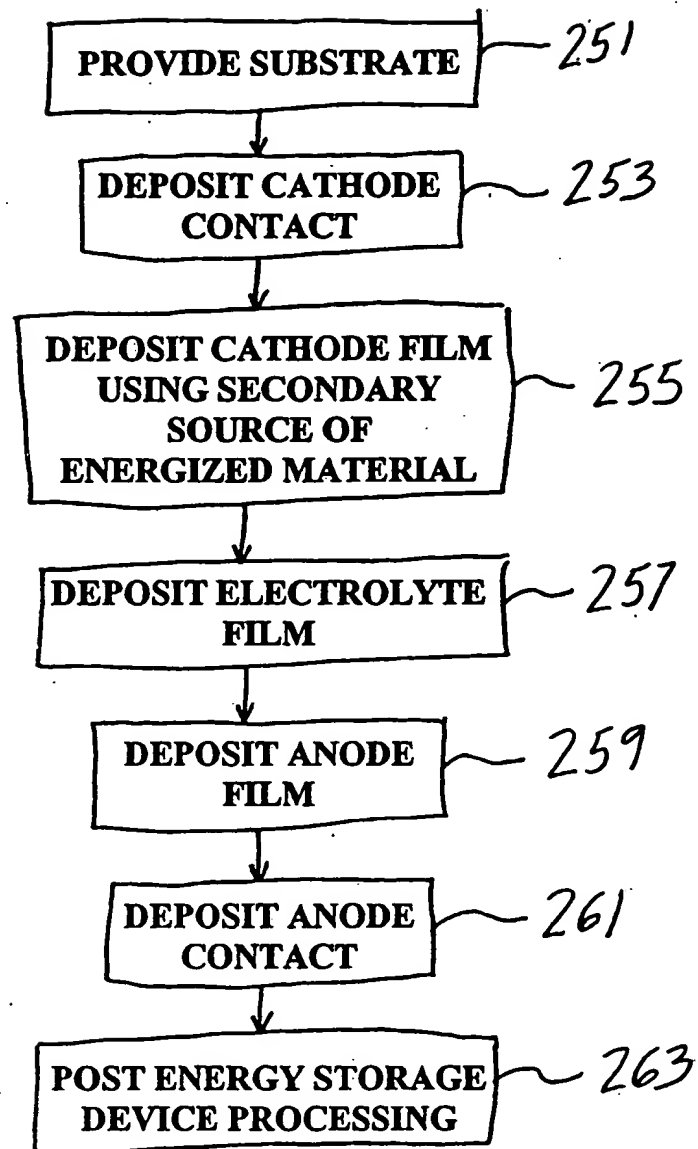 PROVIDE SUBSTRATE 251
DEPOSIT CATHODE 253
CONTACT
DEPOSIT CATHODE FILM
USING SECONDARY 255
SOURCE OF
ENERGIZED MATERIAL
DEPOSIT ELECTROLYTE 257
FILM
DEPOSIT ANODE 259
FILM
DEPOSIT ANODE 261
CONTACT
POST ENERGY STORAGE 263
DEVICE PROCESSING